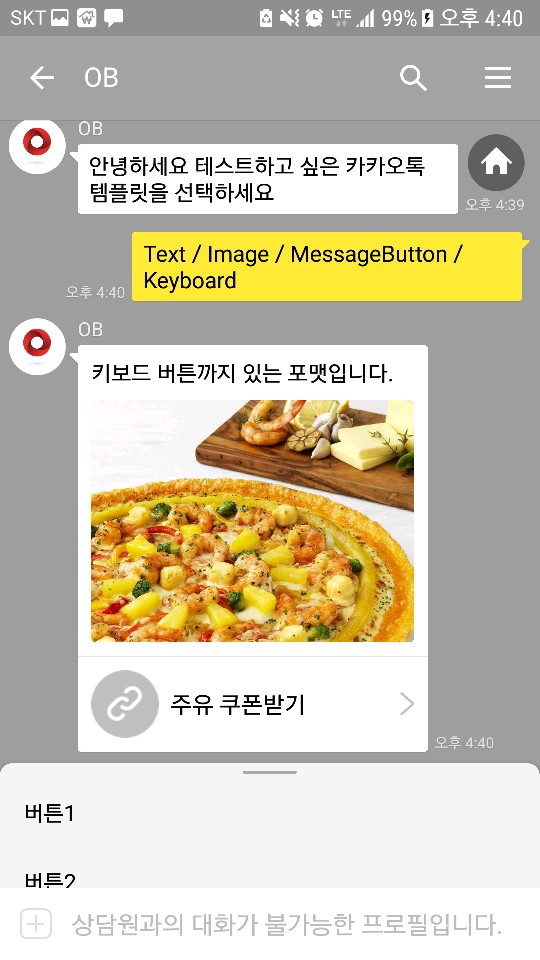 SKT LTE 99% 오후 4:40
OB
OB
안녕하세요 테스트하고 싶은 카카오톡
템플릿을 선택하세요
오후 4:39
Text / Image / MessageButton /
Keyboard
오후 4:40
OB
키보드 버튼까지 있는 포맷입니다.
주유 쿠폰받기
오후 4:40
버튼1
버튼2
상담원과의 대화가 불가능한 프로필입니다.